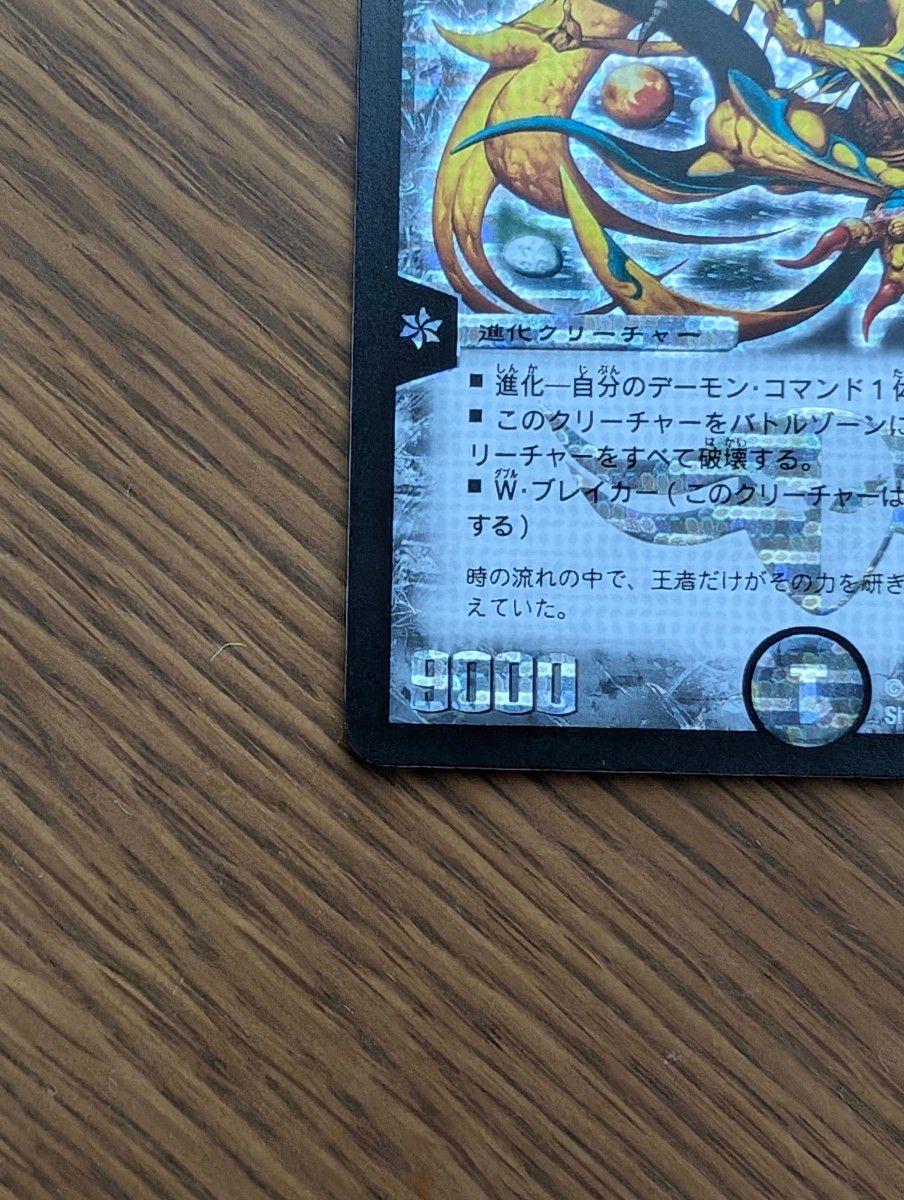 進化クリーチャー
■ 進化―自分のデーモン・コマンド1体
■ このクリーチャーをバトルゾーンに
リーチャーをすべて破壊する。
■ W・ブレイカー(このクリーチャーは
する)
時の流れの中で、王者だけがその力を研ぎ
えていた。
9000
T
©
Sh